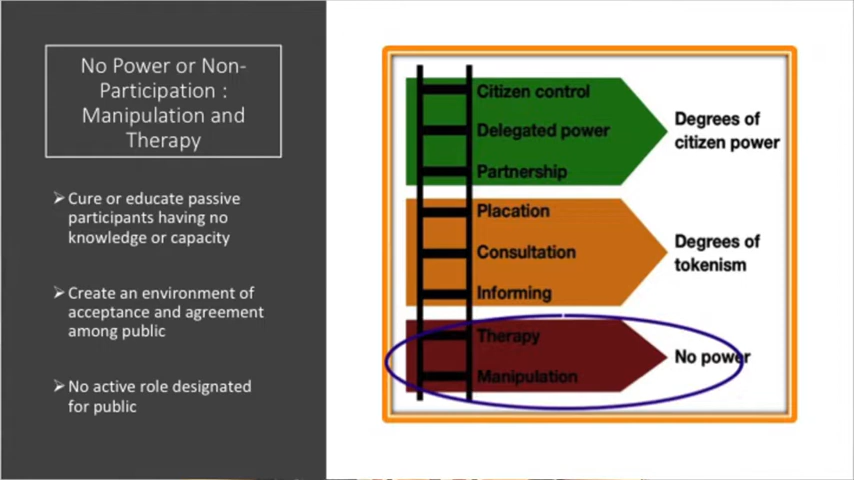 No Power or Non-
Participation :
Manipulation and
Therapy
Cure or educate passive
participants having no
knowledge or capacity
Create an environment of
acceptance and agreement
among public
No active role designated
for public
Citizen control
Delegated power
Partnership
Degrees of
citizen power
Placation
Consultation
Informing
Degrees of
tokenism
Therapy
Manipulation
No power